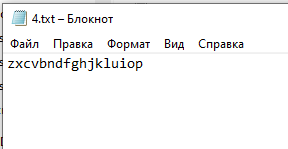 4.txt – Блокнот
Файл Правка Формат Вид Справка
zxcvbndfghjkluiop